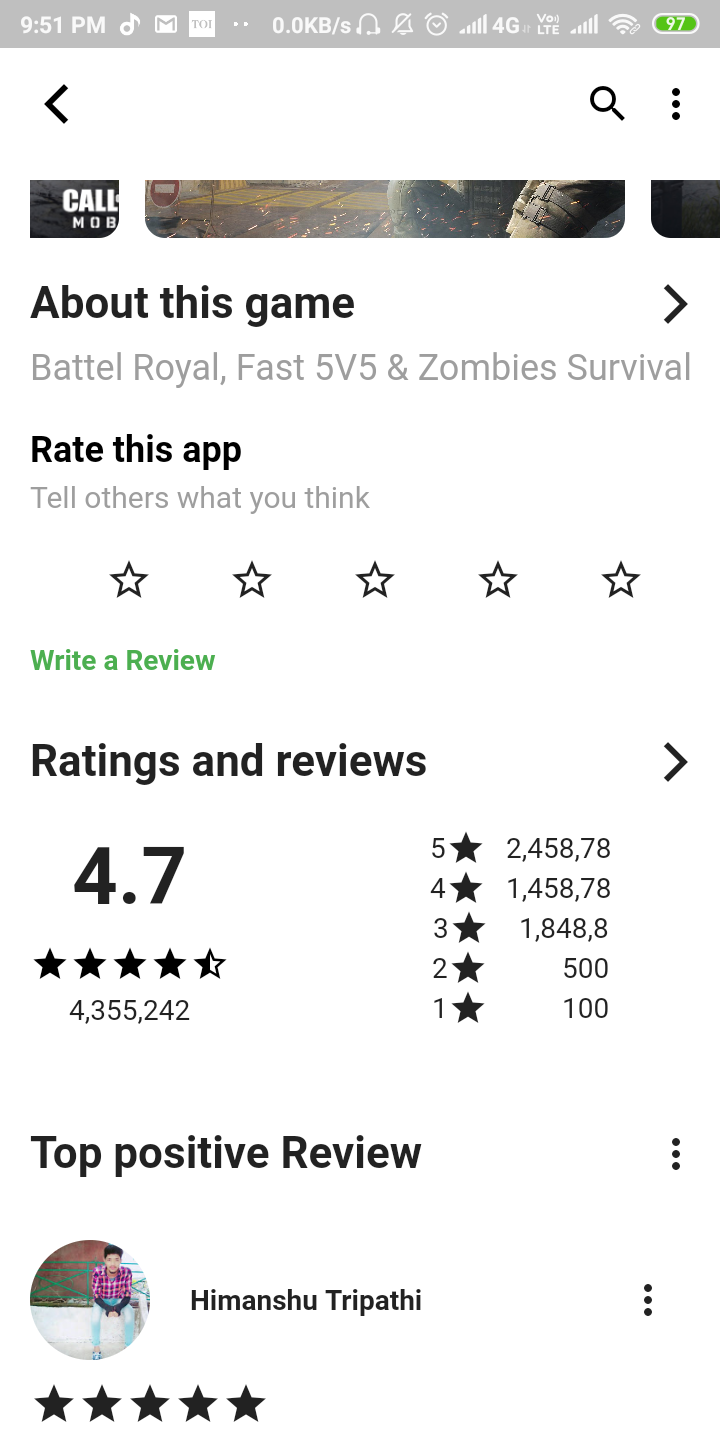 9:51 PM TOI 0.0KB/s 4G Vo) LTE 97
CALL
MOB
About this game
Battel Royal, Fast 5V5 & Zombies Survival
Rate this app
Tell others what you think
Write a Review
Ratings and reviews
4.7
4,355,242
5 2,458,78
4 1,458,78
3 1,848,8
2 500
1 100
Top positive Review
Himanshu Tripathi